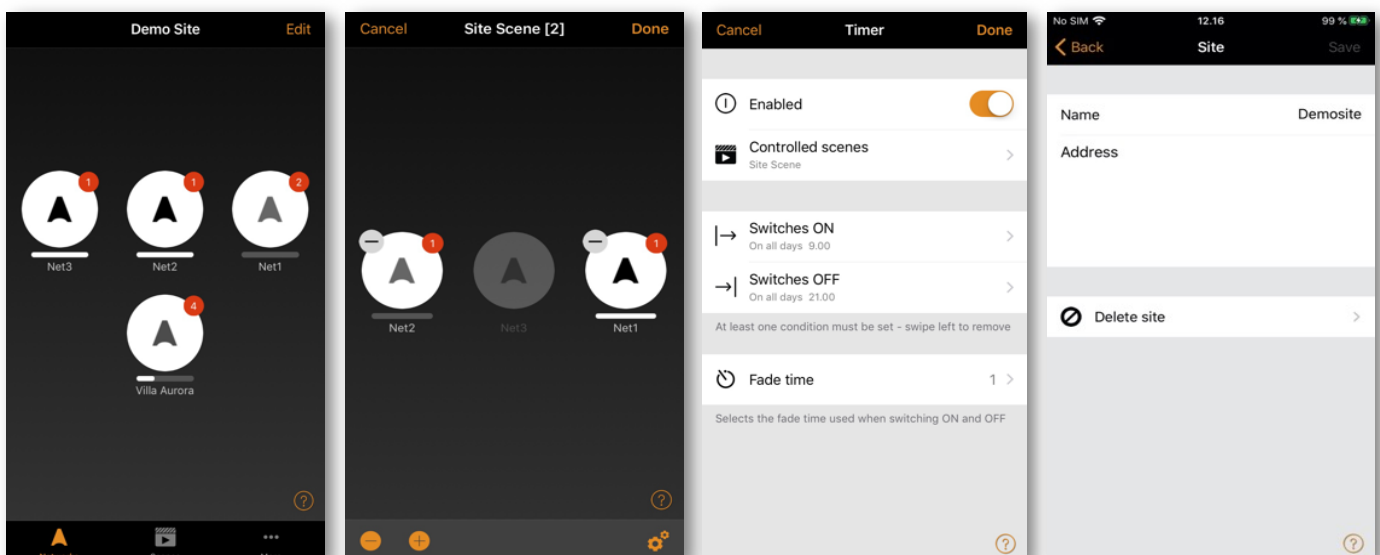 Demo Site
Edit
1
1
2
Net3
Net2
Net1
4
Villa Aurora
?
Cancel
Site Scene [2]
Done
1
1
Net2
Net3
Net1
?
Cancel
Timer
Done
Enabled
Controlled scenes
Site Scene
Switches ON
On all days 9.00
Switches OFF
On all days 21.00
At least one condition must be set - swipe left to remove
Fade time
1
Selects the fade time used when switching ON and OFF
?
No SIM
12.16
99 %
Back
Site
Save
Name
Demosite
Address
Delete site
?